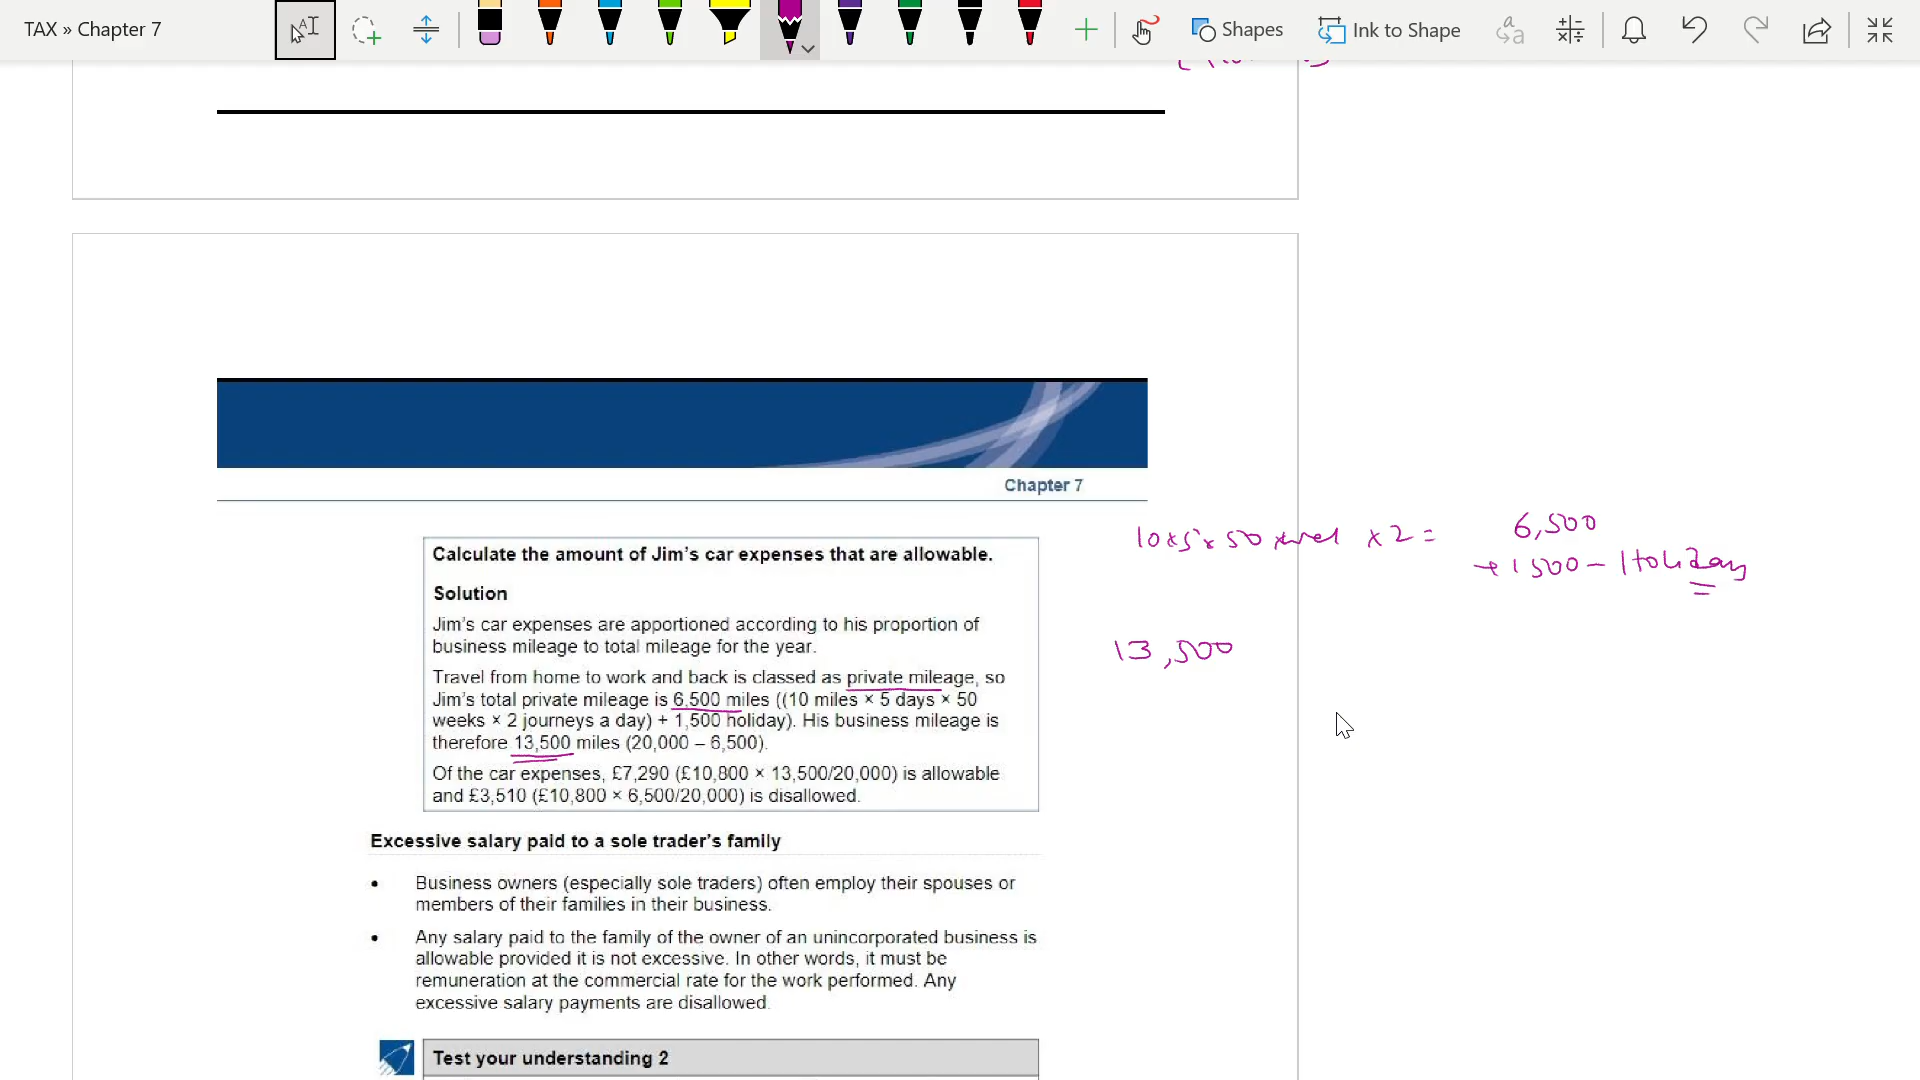 TAX » Chapter 7
Shapes
Ink to Shape
Chapter 7
Calculate the amount of Jim's car expenses that are allowable.
Solution
Jim's car expenses are apportioned according to his proportion of
business mileage to total mileage for the year.
Travel from home to work and back is classed as private mileage, so
Jim's total private mileage is 6,500 miles ((10 miles × 5 days × 50
weeks × 2 journeys a day) + 1,500 holiday). His business mileage is
therefore 13,500 miles (20,000 – 6,500).
Of the car expenses, £7,290 (£10,800 × 13,500/20,000) is allowable
and £3,510 (£10,800 × 6,500/20,000) is disallowed.
10×5×50 × 2 =
6,500
+1500 – Holiday
13,500
Excessive salary paid to a sole trader's family
• Business owners (especially sole traders) often employ their spouses or
members of their families in their business.
• Any salary paid to the family of the owner of an unincorporated business is
allowable provided it is not excessive. In other words, it must be
remuneration at the commercial rate for the work performed. Any
excessive salary payments are disallowed.
Test your understanding 2